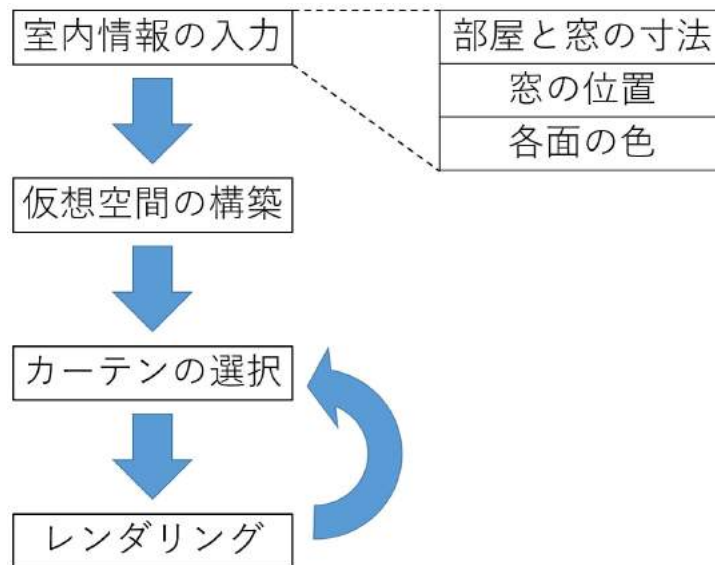 室内情報の入力
部屋と窓の寸法
窓の位置
各面の色
仮想空間の構築
カーテンの選択
レンダリング